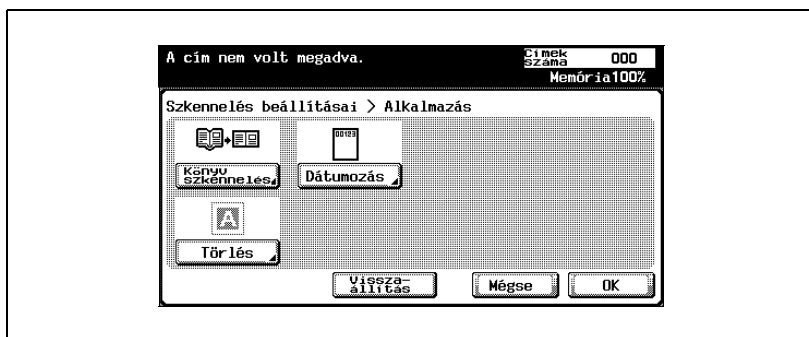 A cím nem volt megadva.
Címek száma 000
Memória100%
Szkennelés beállításai > Alkalmazás
00123
Könyv szkennelés
Dátumozás
A
Törlés
Vissza-
állítás
Mégse
OK